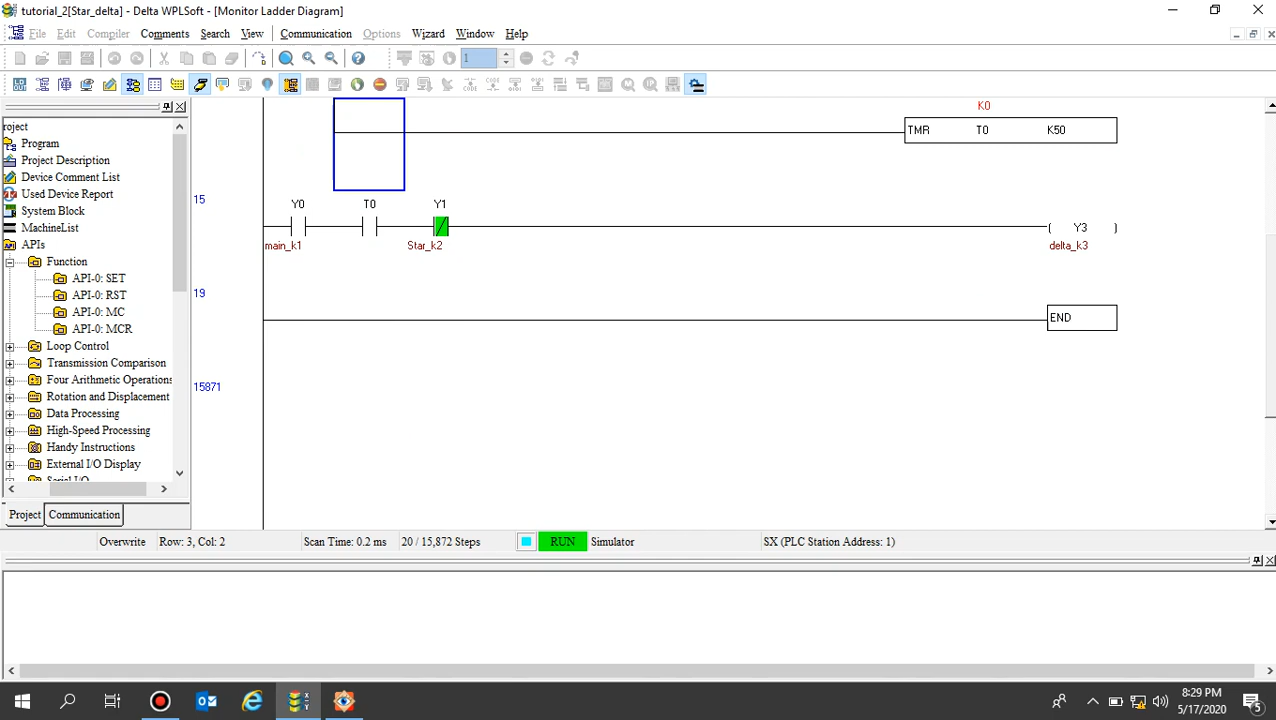 tutorial_2[Star_delta] - Delta WPLSoft - [Monitor Ladder Diagram]
File Edit Compiler Comments Search View Communication Options Wizard Window Help
1
roject
Program
Project Description
Device Comment List
Used Device Report
System Block
MachineList
APIs
Function
API-0: SET
API-0: RST
API-0: MC
API-0: MCR
Loop Control
Transmission Comparison
Four Arithmetic Operations
Rotation and Displacement
Data Processing
High-Speed Processing
Handy Instructions
External I/O Display
Serial I/O
Project Communication
K0
TMR T0 K50
15
Y0 T0 Y1
Y3
main_k1 Star_k2 delta_k3
19
END
15871
Overwrite Row: 3, Col: 2 Scan Time: 0.2 ms 20 / 15,872 Steps RUN Simulator SX (PLC Station Address: 1)
8:29 PM
5/17/2020
5